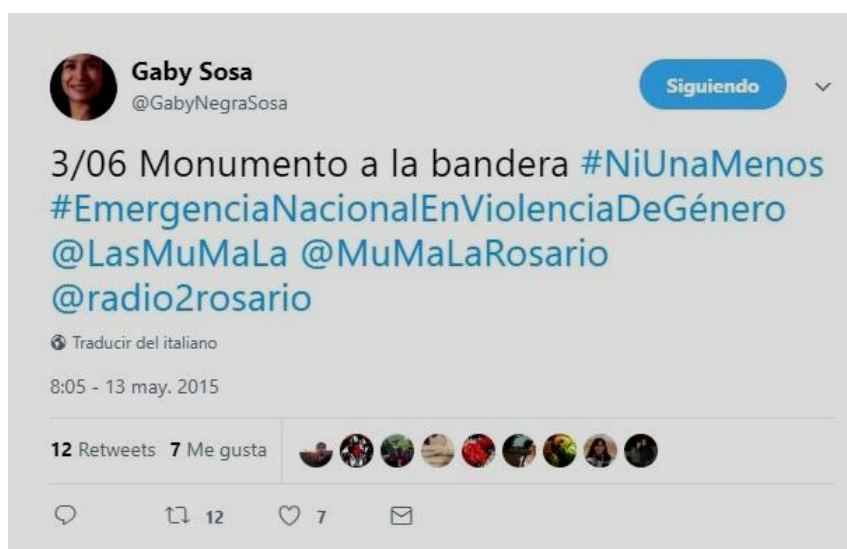 Gaby Sosa
@GabyNegraSosa
Siguiendo
3/06 Monumento a la bandera #NiUnaMenos
#EmergenciaNacionalEnViolenciaDeGénero
@LasMuMaLa @MuMaLaRosario
@radio2rosario
Traducir del italiano
8:05 - 13 may. 2015
12 Retweets 7 Me gusta
12 7